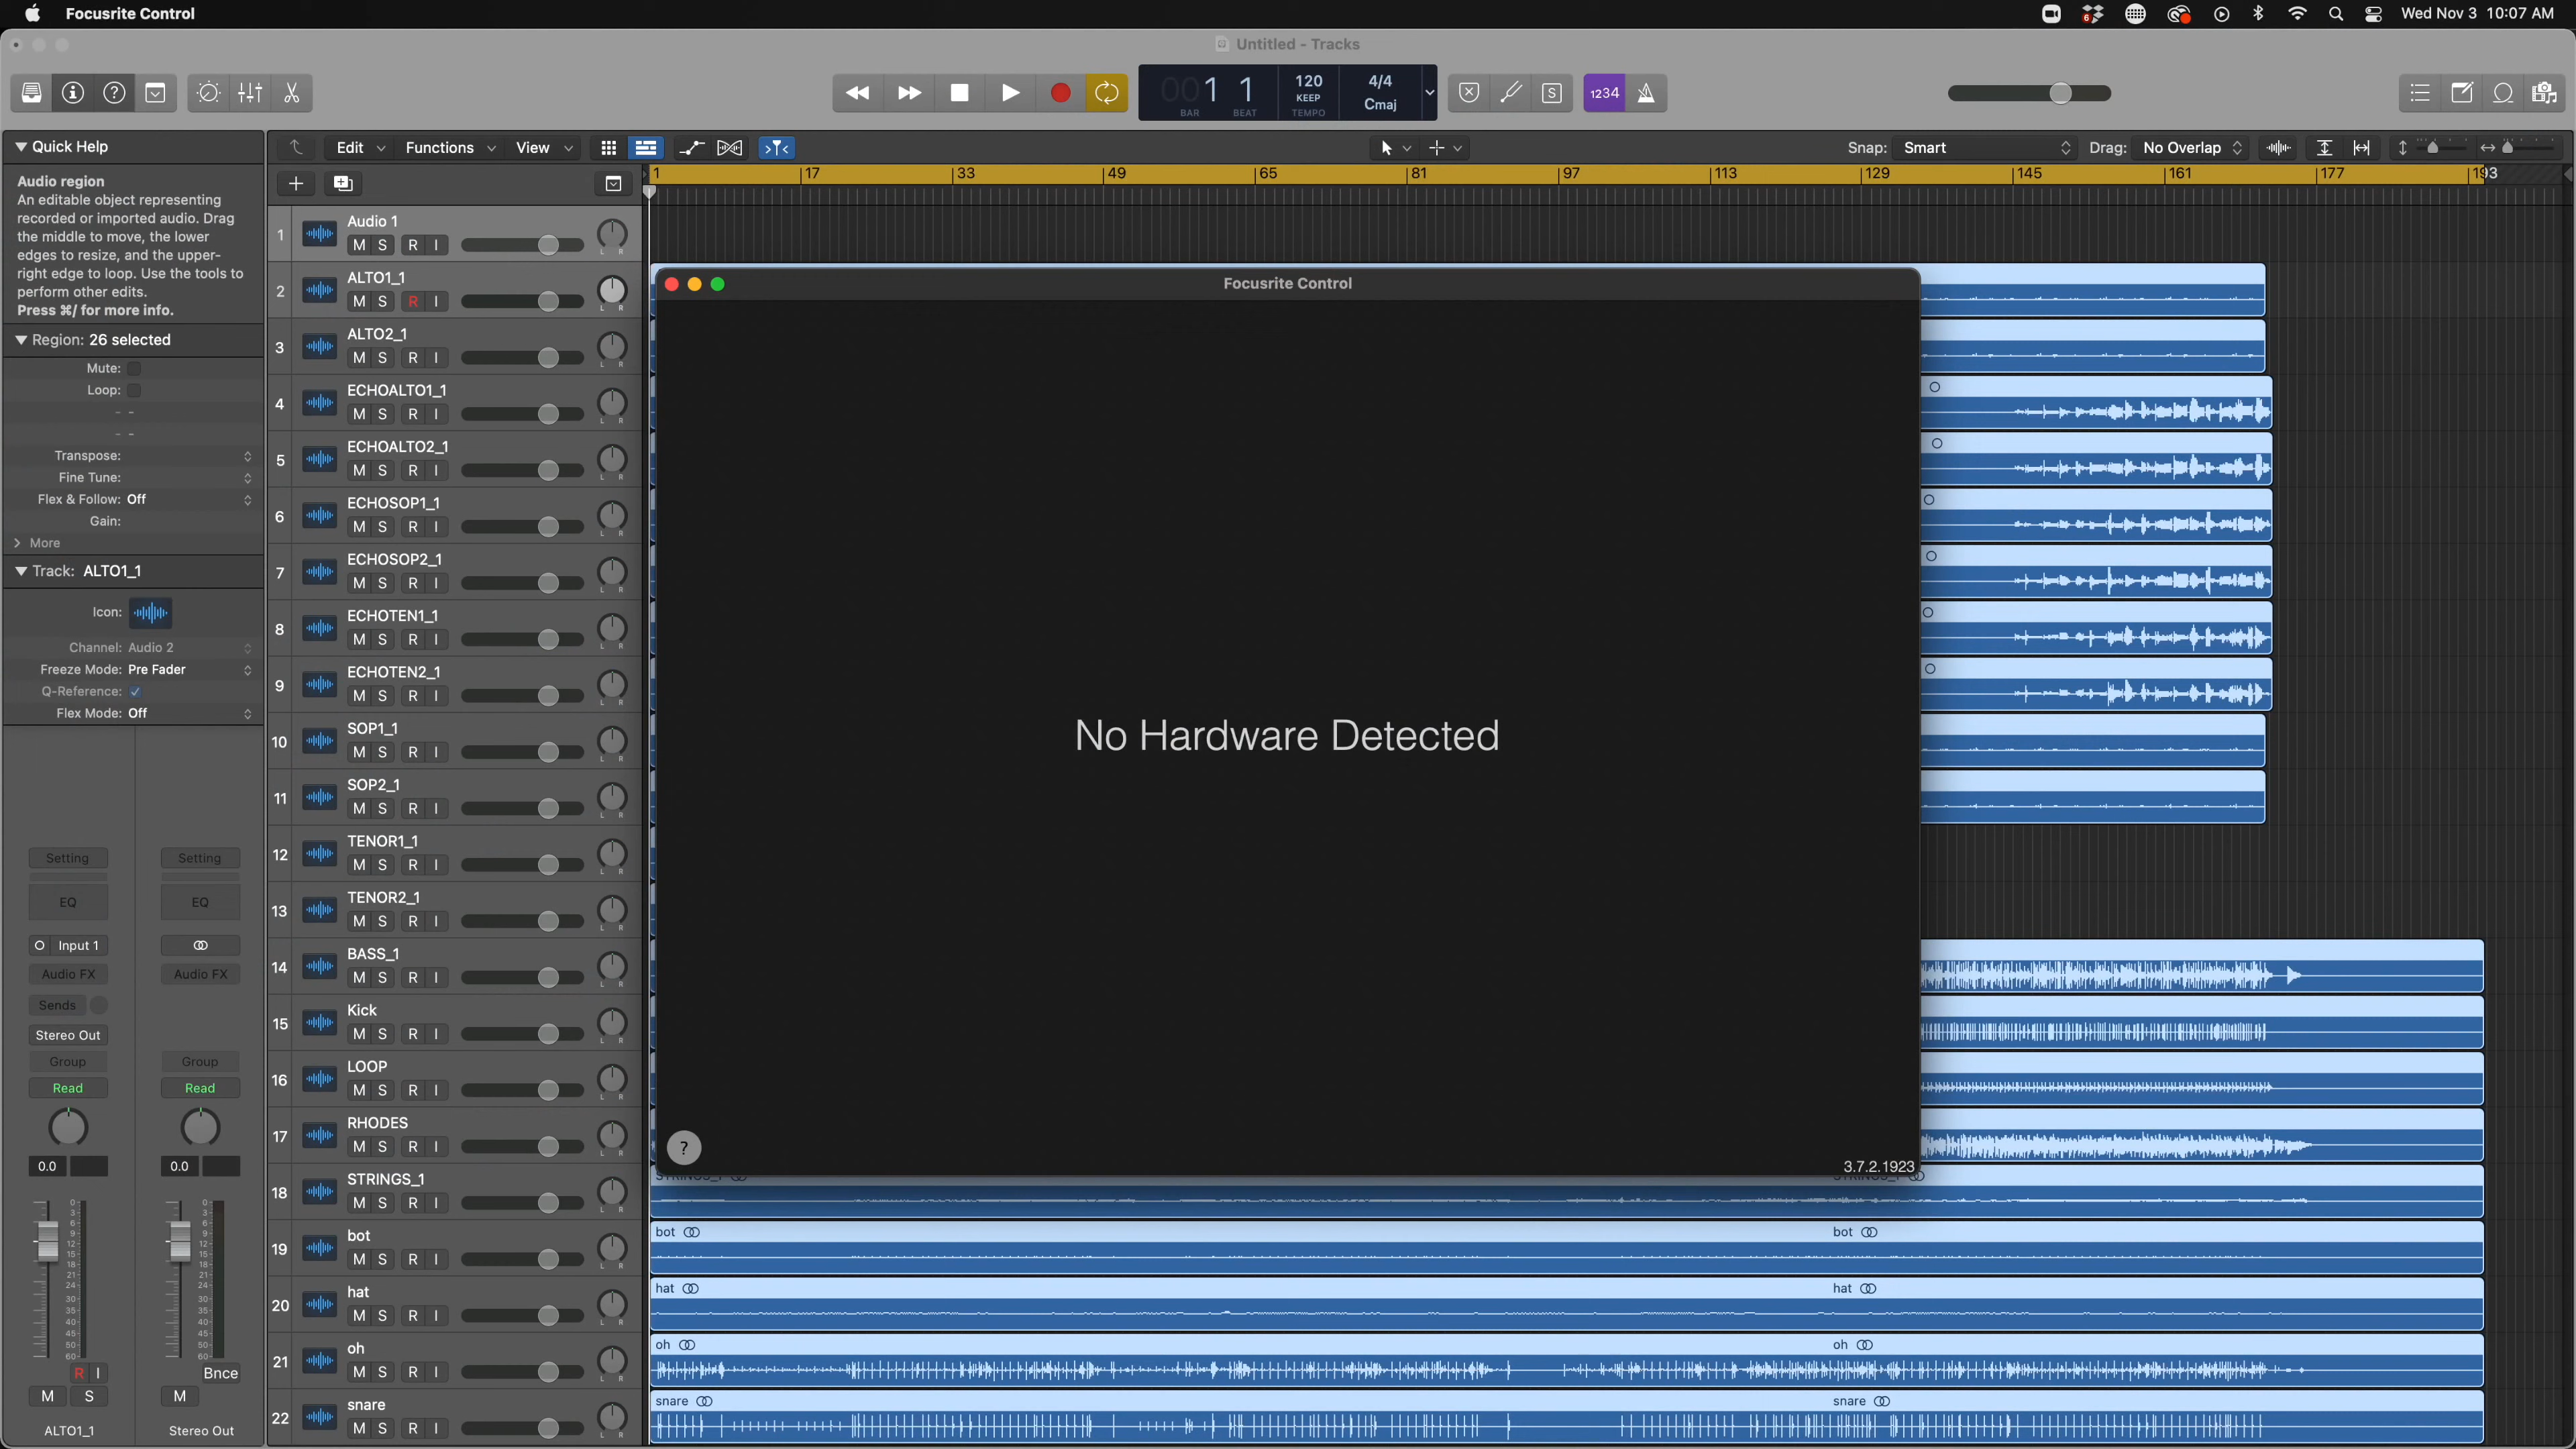 Focusrite Control
6
Wed Nov 3 10:07 AM
Untitled - Tracks
001 1
BAR BEAT
120
KEEP
TEMPO
4/4
Cmaj
S
1234
Quick Help
Audio region
An editable object representing
recorded or imported audio. Drag
the middle to move, the lower
edges to resize, and the upper-
right edge to loop. Use the tools to
perform other edits.
Press ⌘/ for more info.
Region: 26 selected
Mute:
Loop:
- -
- -
Transpose:
Fine Tune:
Flex & Follow: Off
Gain:
More
Track: ALTO1_1
Icon:
Channel: Audio 2
Freeze Mode: Pre Fader
Q-Reference:
Flex Mode: Off
Setting Setting
EQ EQ
Input 1
Audio FX Audio FX
Sends
Stereo Out
Group Group
Read Read
0.0 0.0
R I Bnce
M S M
ALTO1_1 Stereo Out
Edit Functions View
Snap: Smart Drag: No Overlap
1 17 33 49 65 81 97 113 129 145 161 177 193
1 Audio 1
M S R I
2 ALTO1_1
M S R I
3 ALTO2_1
M S R I
4 ECHOALTO1_1
M S R I
5 ECHOALTO2_1
M S R I
6 ECHOSOP1_1
M S R I
7 ECHOSOP2_1
M S R I
8 ECHOTEN1_1
M S R I
9 ECHOTEN2_1
M S R I
10 SOP1_1
M S R I
11 SOP2_1
M S R I
12 TENOR1_1
M S R I
13 TENOR2_1
M S R I
14 BASS_1
M S R I
15 Kick
M S R I
16 LOOP
M S R I
17 RHODES
M S R I
18 STRINGS_1
M S R I
19 bot
M S R I
20 hat
M S R I
21 oh
M S R I
22 snare
M S R I
Focusrite Control
No Hardware Detected
?
3.7.2.1923
STRINGS_1 STRINGS_1
bot bot
hat hat
oh oh
snare snare